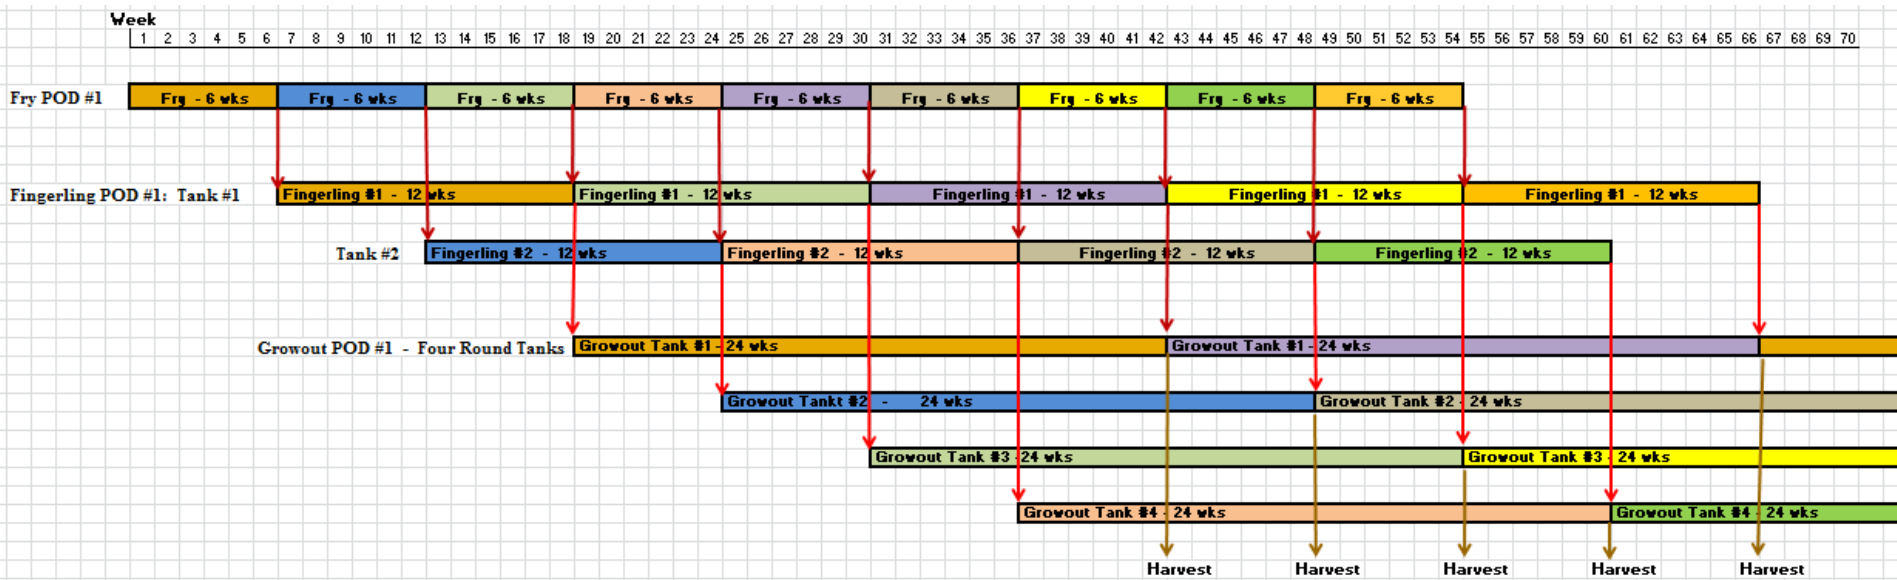 Week
1 2 3 4 5 6 7 8 9 10 11 12 13 14 15 16 17 18 19 20 21 22 23 24 25 26 27 28 29 30 31 32 33 34 35 36 37 38 39 40 41 42 43 44 45 46 47 48 49 50 51 52 53 54 55 56 57 58 59 60 61 62 63 64 65 66 67 68 69 70
Fry POD #1 Fry - 6 wks Fry - 6 wks Fry - 6 wks Fry - 6 wks Fry - 6 wks Fry - 6 wks Fry - 6 wks Fry - 6 wks Fry - 6 wks
Fingerling POD #1: Tank #1 Fingerling #1 - 12 wks Fingerling #1 - 12 wks Fingerling #1 - 12 wks Fingerling #1 - 12 wks Fingerling #1 - 12 wks
Tank #2 Fingerling #2 - 12 wks Fingerling #2 - 12 wks Fingerling #2 - 12 wks Fingerling #2 - 12 wks
Growout POD #1 - Four Round Tanks Growout Tank #1 - 24 wks Growout Tank #1 - 24 wks
Growout Tankt #2 - 24 wks Growout Tank #2 - 24 wks
Growout Tank #3 - 24 wks Growout Tank #3 - 24 wks
Growout Tank #4 - 24 wks Growout Tank #4 - 24 wks
Harvest Harvest Harvest Harvest Harvest